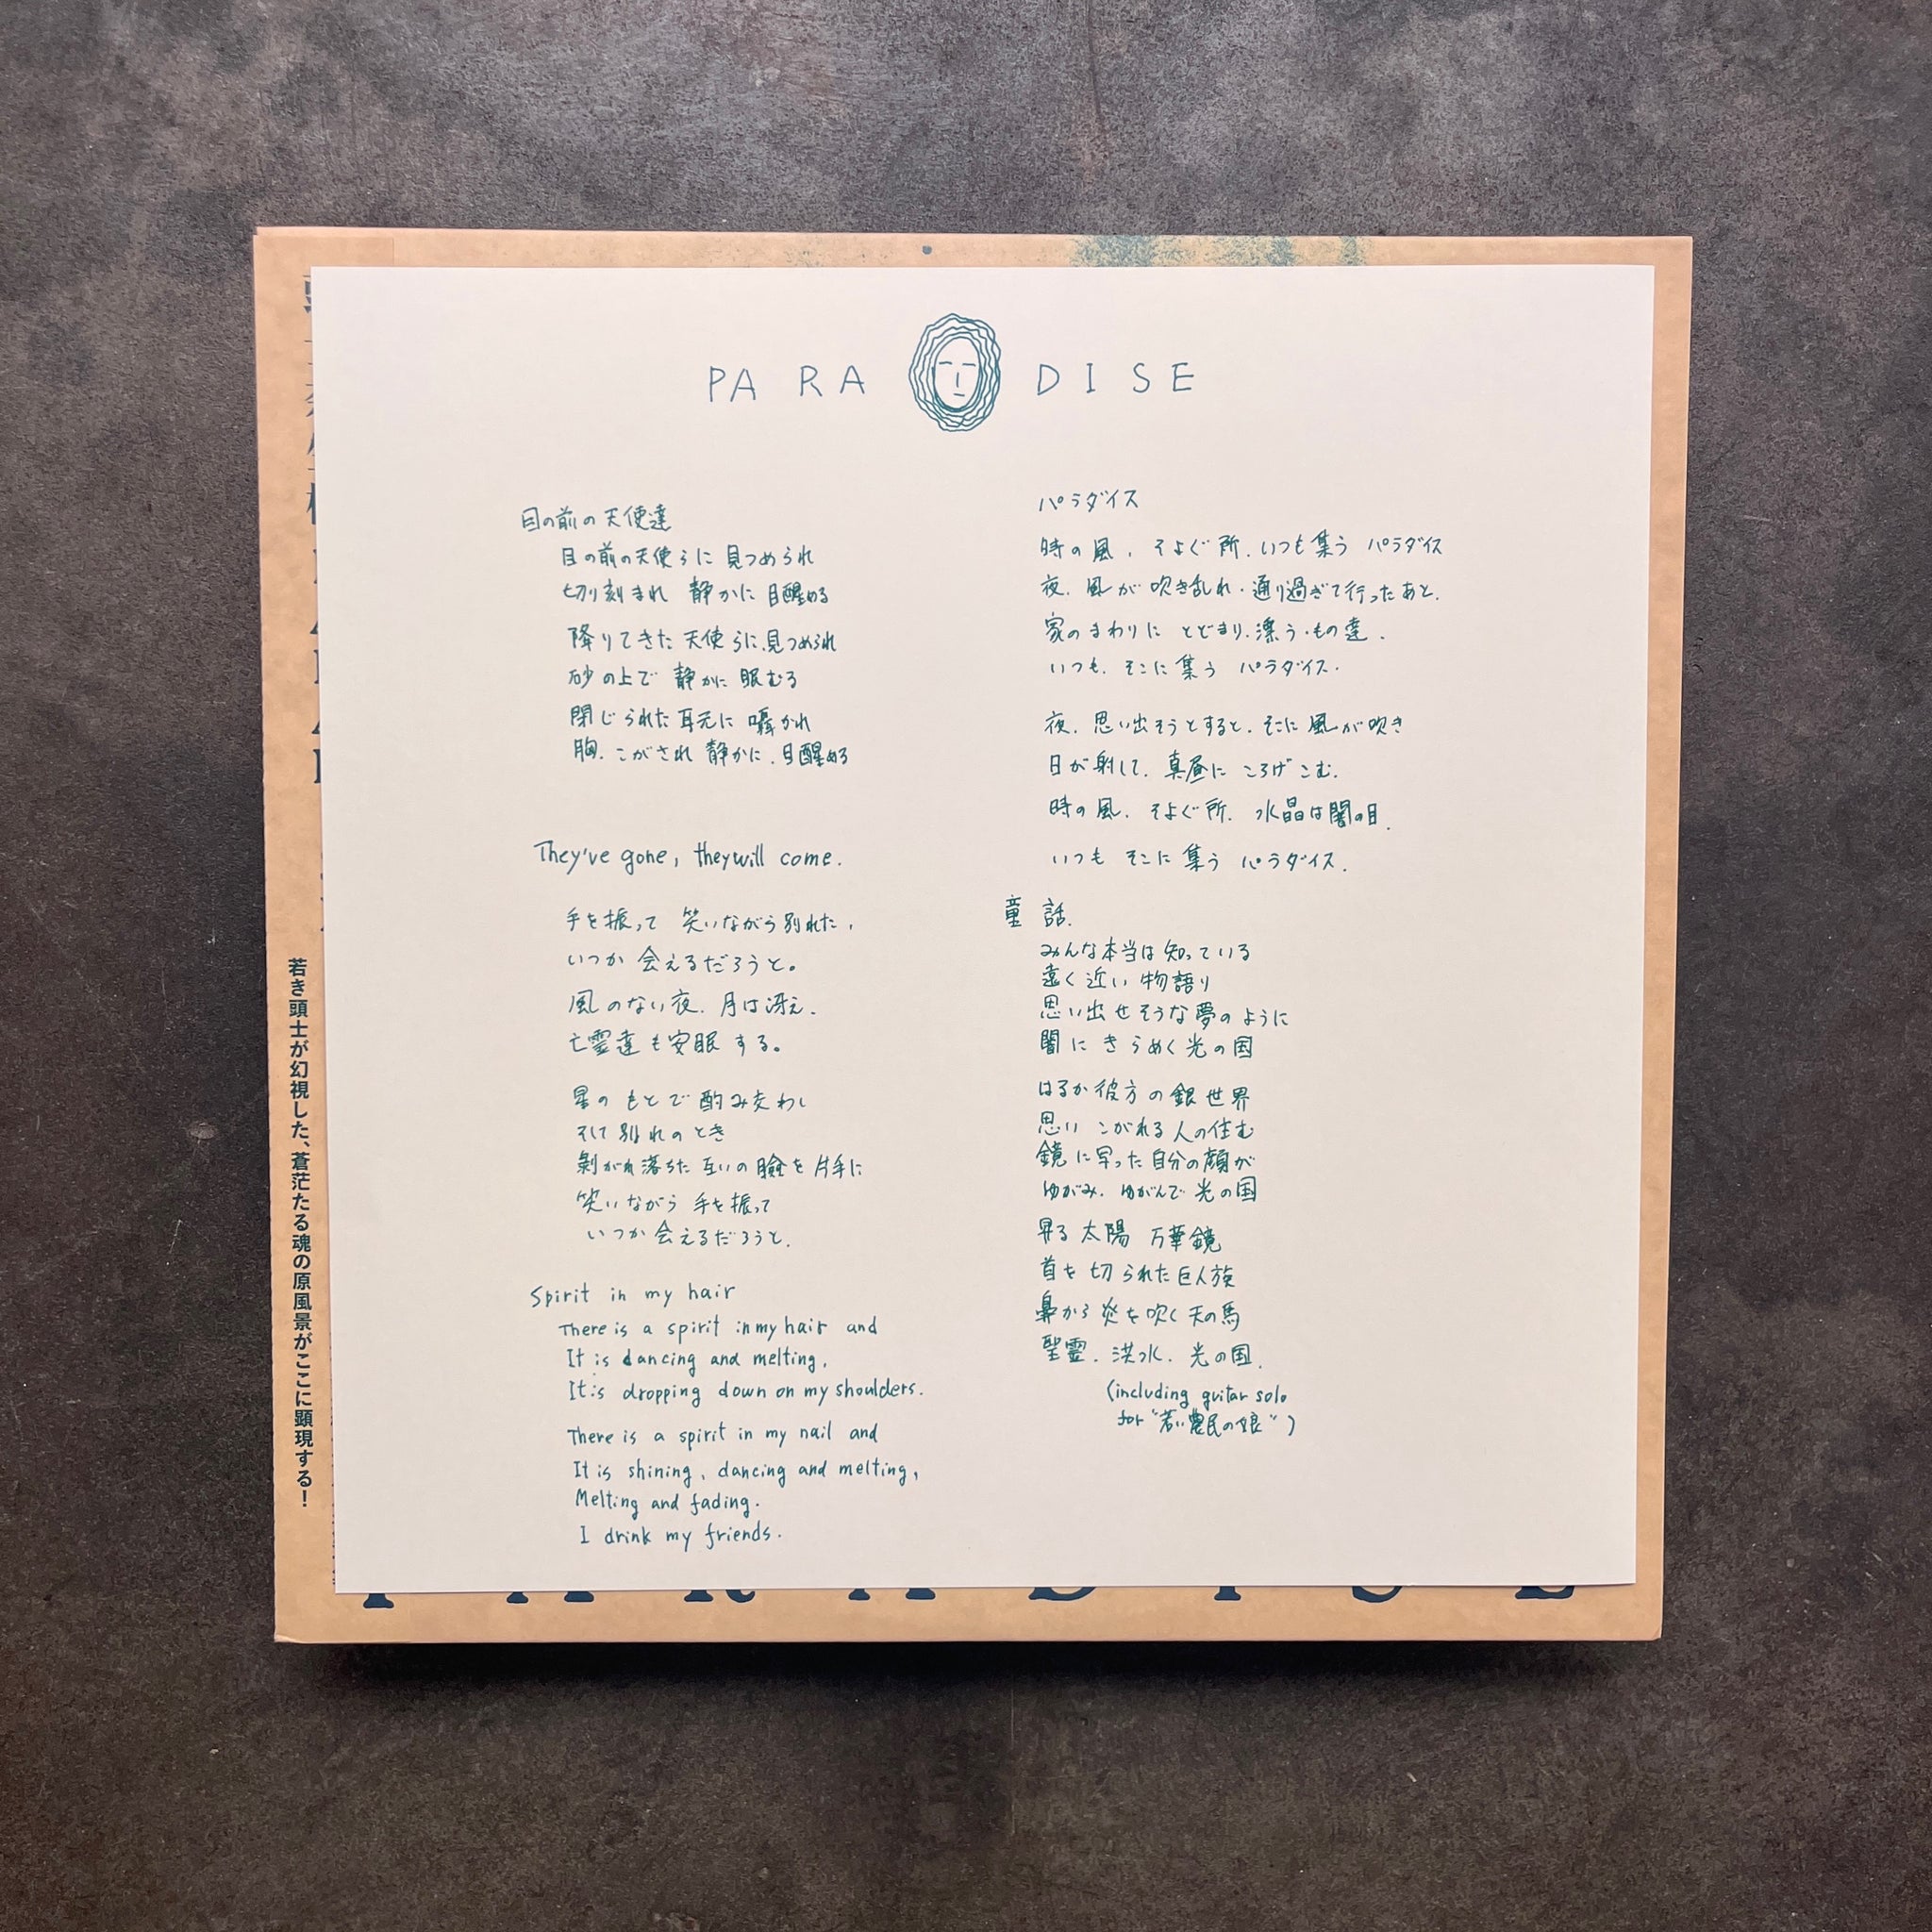 PARADISE
目の前の天使達
目の前の天使らに 見つめられ
切り刻まれ 静かに 目醒める
降りてきた 天使らに.見つめられ
砂の上で 静かに 眠むる
閉じられた 耳元に 囁かれ
胸.こがされ 静かに.目醒める
They've gone, they will come.
手を振って 笑いながら別れた,
いつか 会えるだろうと。
風のない夜.月は冴え.
亡霊達も安眠する。
星の もとで 酌み交わし
そして 別れのとき
剝がれ落ちた 互いの瞼を片手に
笑いながら 手を振って
いつか 会えるだろうと.
Spirit in my hair
There is a spirit in my hair and
It is dancing and melting,
It is dropping down on my shoulders.
There is a spirit in my nail and
It is shining, dancing and melting,
Melting and fading.
I drink my friends.
パラダイス
時の風.そよぐ所.いつも集う パラダイス
夜.風が吹き乱れ.通り過ぎて行ったあと.
家のまわりに とどまり.漂う.もの達.
いつも.そこに集う パラダイス.
夜.思い出そうとすると.そこに風が吹き
日が射して.真昼に ころげこむ.
時の風.そよぐ所. 水晶は闇の目.
いつも そこに集う パラダイス.
童話.
みんな本当は知っている
遠く近い物語り
思い出せそうな夢のように
闇にきらめく光の国
はるか彼方の銀世界
思いこがれる人の住む
鏡に写った自分の顔が
ゆがみ.ゆがんで 光の国
昇る太陽 万華鏡
首を切られた巨人族
鼻から炎を吹く天の馬
聖霊.洪水.光の国.
(including guitar solo
for "若い農民の娘")
若き頭士が幻視した、蒼茫たる魂の原風景がここに顕現する!